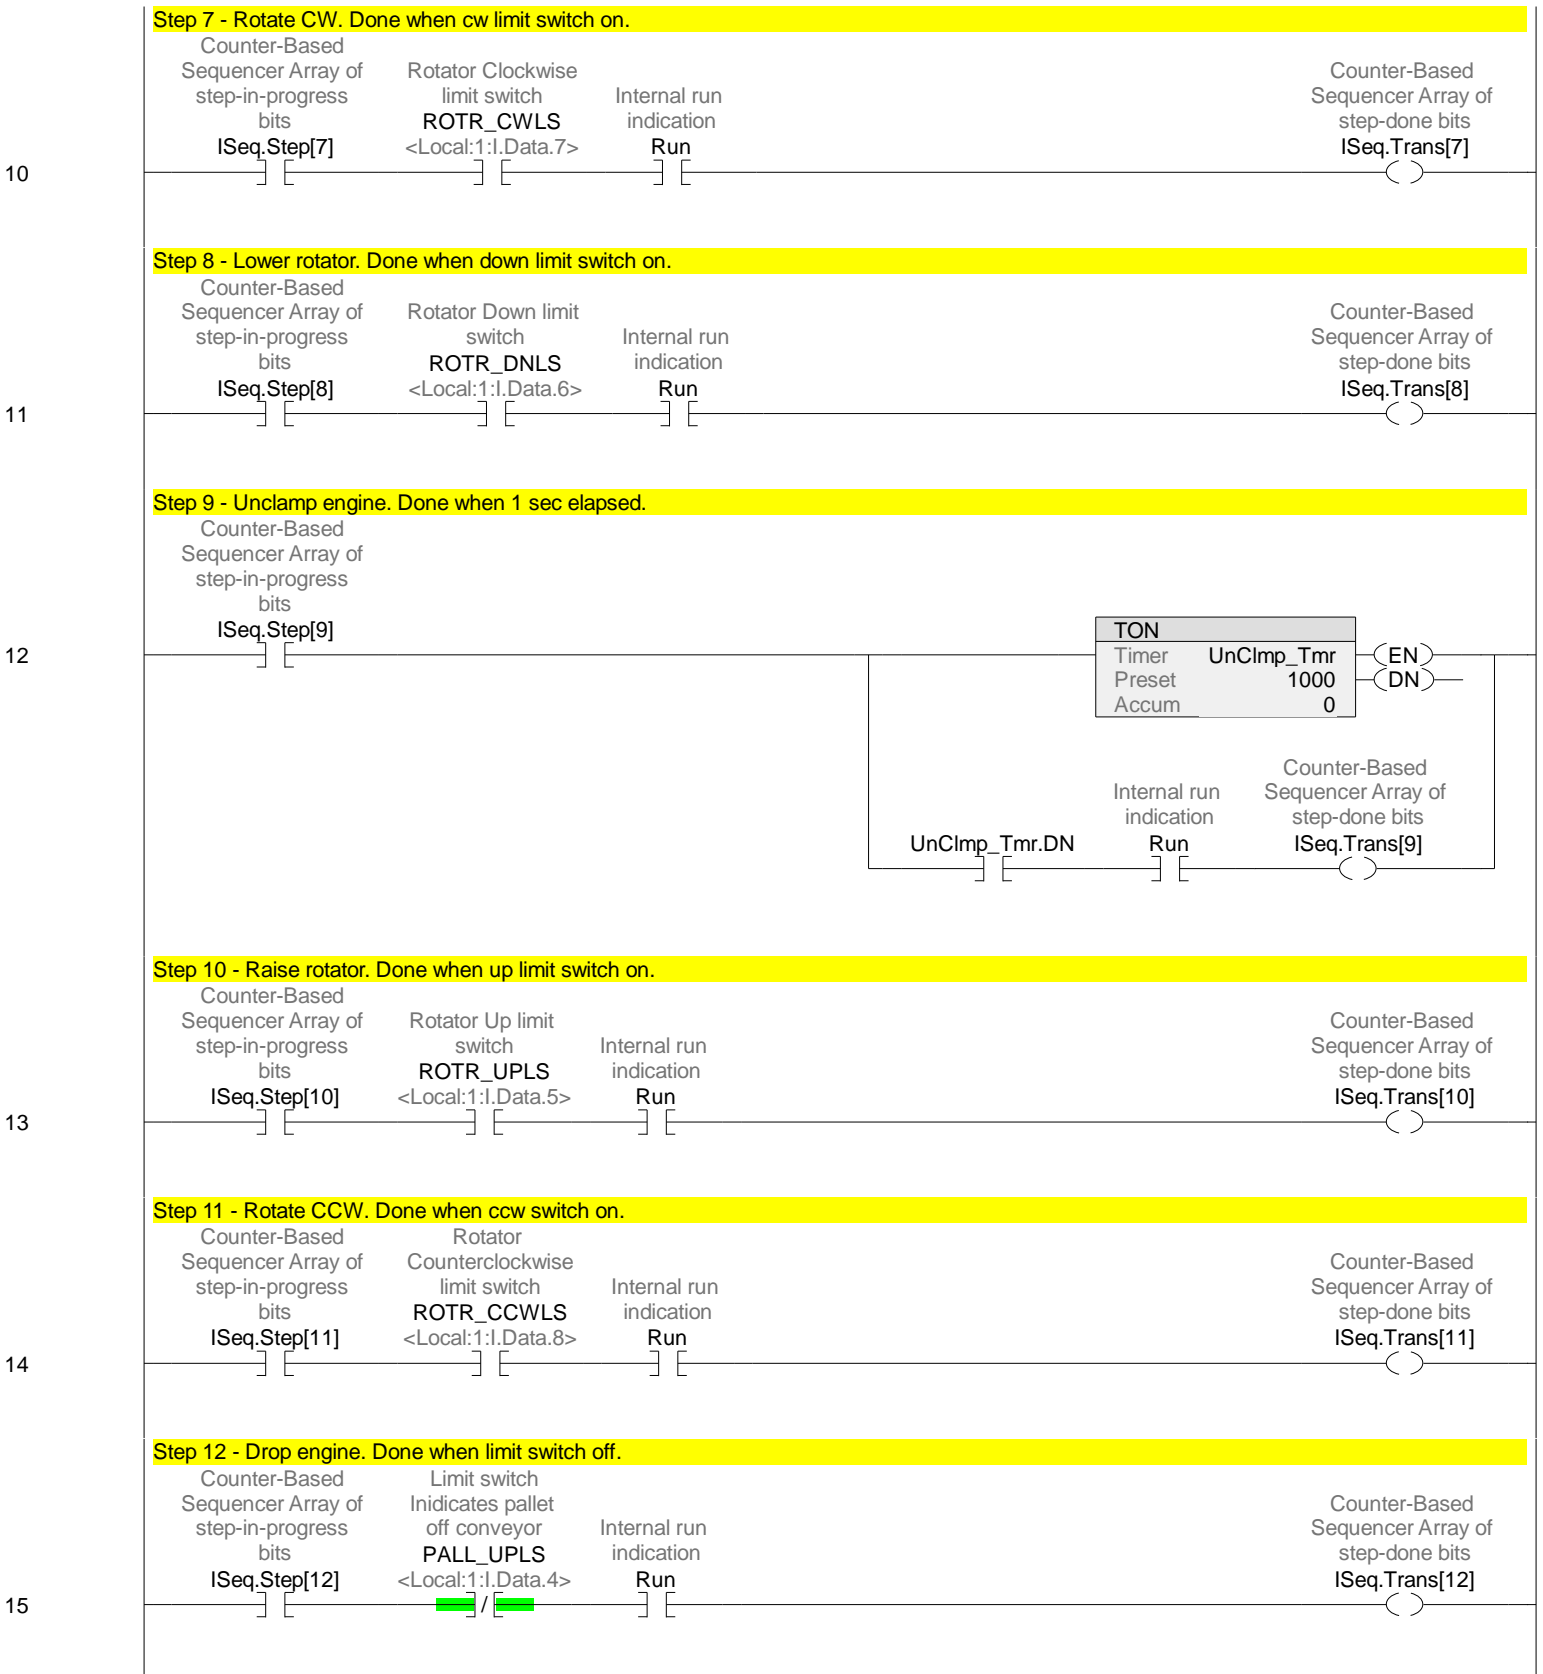 Step 7 - Rotate CW. Done when cw limit switch on.
Counter-Based
Sequencer Array of
step-in-progress
bits
ISeq.Step[7]
Rotator Clockwise
limit switch
ROTR_CWLS
<Local:1:I.Data.7>
Internal run
indication
Run
Counter-Based
Sequencer Array of
step-done bits
ISeq.Trans[7]
10
Step 8 - Lower rotator. Done when down limit switch on.
Counter-Based
Sequencer Array of
step-in-progress
bits
ISeq.Step[8]
Rotator Down limit
switch
ROTR_DNLS
<Local:1:I.Data.6>
Internal run
indication
Run
Counter-Based
Sequencer Array of
step-done bits
ISeq.Trans[8]
11
Step 9 - Unclamp engine. Done when 1 sec elapsed.
Counter-Based
Sequencer Array of
step-in-progress
bits
ISeq.Step[9]
12
TON
Timer UnClmp_Tmr
Preset 1000
Accum 0
EN
DN
UnClmp_Tmr.DN
Internal run
indication
Run
Counter-Based
Sequencer Array of
step-done bits
ISeq.Trans[9]
Step 10 - Raise rotator. Done when up limit switch on.
Counter-Based
Sequencer Array of
step-in-progress
bits
ISeq.Step[10]
Rotator Up limit
switch
ROTR_UPLS
<Local:1:I.Data.5>
Internal run
indication
Run
Counter-Based
Sequencer Array of
step-done bits
ISeq.Trans[10]
13
Step 11 - Rotate CCW. Done when ccw switch on.
Counter-Based
Sequencer Array of
step-in-progress
bits
ISeq.Step[11]
Rotator
Counterclockwise
limit switch
ROTR_CCWLS
<Local:1:I.Data.8>
Internal run
indication
Run
Counter-Based
Sequencer Array of
step-done bits
ISeq.Trans[11]
14
Step 12 - Drop engine. Done when limit switch off.
Counter-Based
Sequencer Array of
step-in-progress
bits
ISeq.Step[12]
Limit switch
Inidicates pallet
off conveyor
PALL_UPLS
<Local:1:I.Data.4>
Internal run
indication
Run
Counter-Based
Sequencer Array of
step-done bits
ISeq.Trans[12]
15